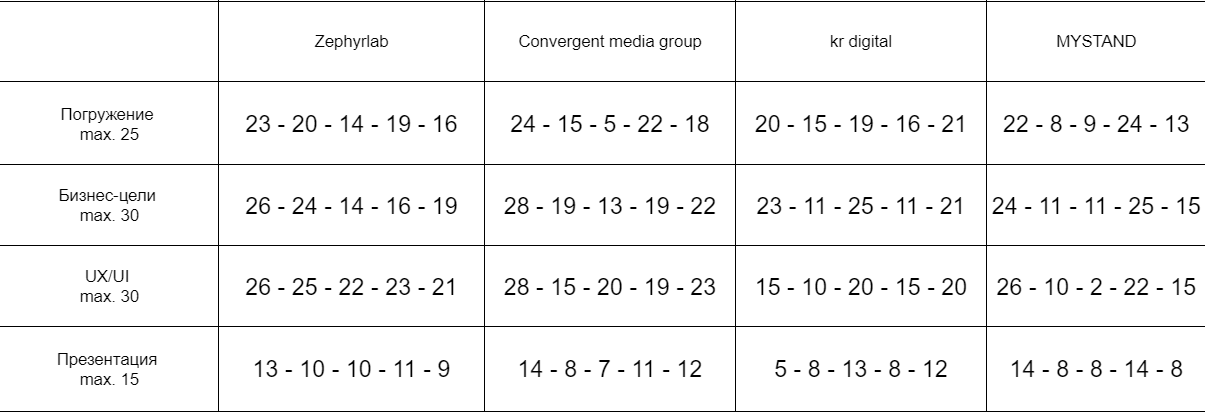 Zephyrlab Convergent media group kr digital MYSTAND
Погружение
max. 25
23 - 20 - 14 - 19 - 16 24 - 15 - 5 - 22 - 18 20 - 15 - 19 - 16 - 21 22 - 8 - 9 - 24 - 13
Бизнес-цели
max. 30
26 - 24 - 14 - 16 - 19 28 - 19 - 13 - 19 - 22 23 - 11 - 25 - 11 - 21 24 - 11 - 11 - 25 - 15
UX/UI
max. 30
26 - 25 - 22 - 23 - 21 28 - 15 - 20 - 19 - 23 15 - 10 - 20 - 15 - 20 26 - 10 - 2 - 22 - 15
Презентация
max. 15
13 - 10 - 10 - 11 - 9 14 - 8 - 7 - 11 - 12 5 - 8 - 13 - 8 - 12 14 - 8 - 8 - 14 - 8